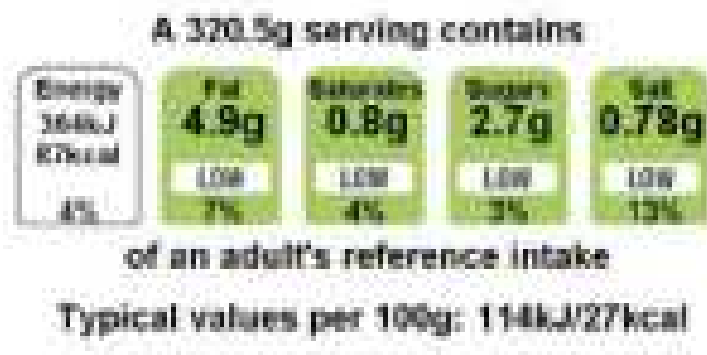 A 320.5g serving contains
Energy Fat Saturates Sugars Salt
364kJ 4.9g 0.8g 2.7g 0.78g
87kcal
LOW LOW LOW LOW
4% 7% 4% 3% 13%
of an adult's reference intake
Typical values per 100g: 114kJ/27kcal